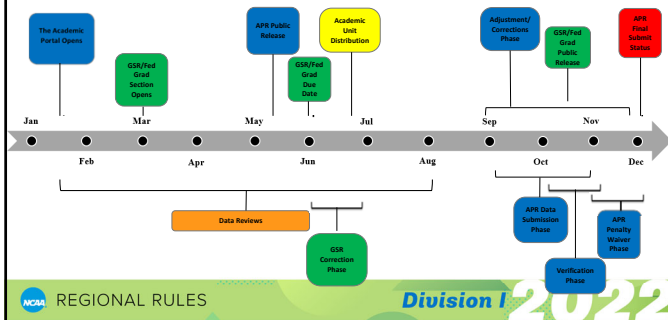 The Academic
Portal Opens
GSR/Fed
Grad
Section
Opens
APR Public
Release
GSR/Fed
Grad
Due
Date
Academic
Unit
Distribution
Adjustment/
Corrections
Phase
GSR/Fed
Grad
Public
Release
APR
Final
Submit
Status
Jan
Mar
May
Jul
Sep
Nov
Feb
Apr
Jun
Aug
Oct
Dec
Data Reviews
GSR
Correction
Phase
APR Data
Submission
Phase
Verification
Phase
APR
Penalty
Waiver
Phase
NCAA REGIONAL RULES
Division I 2022